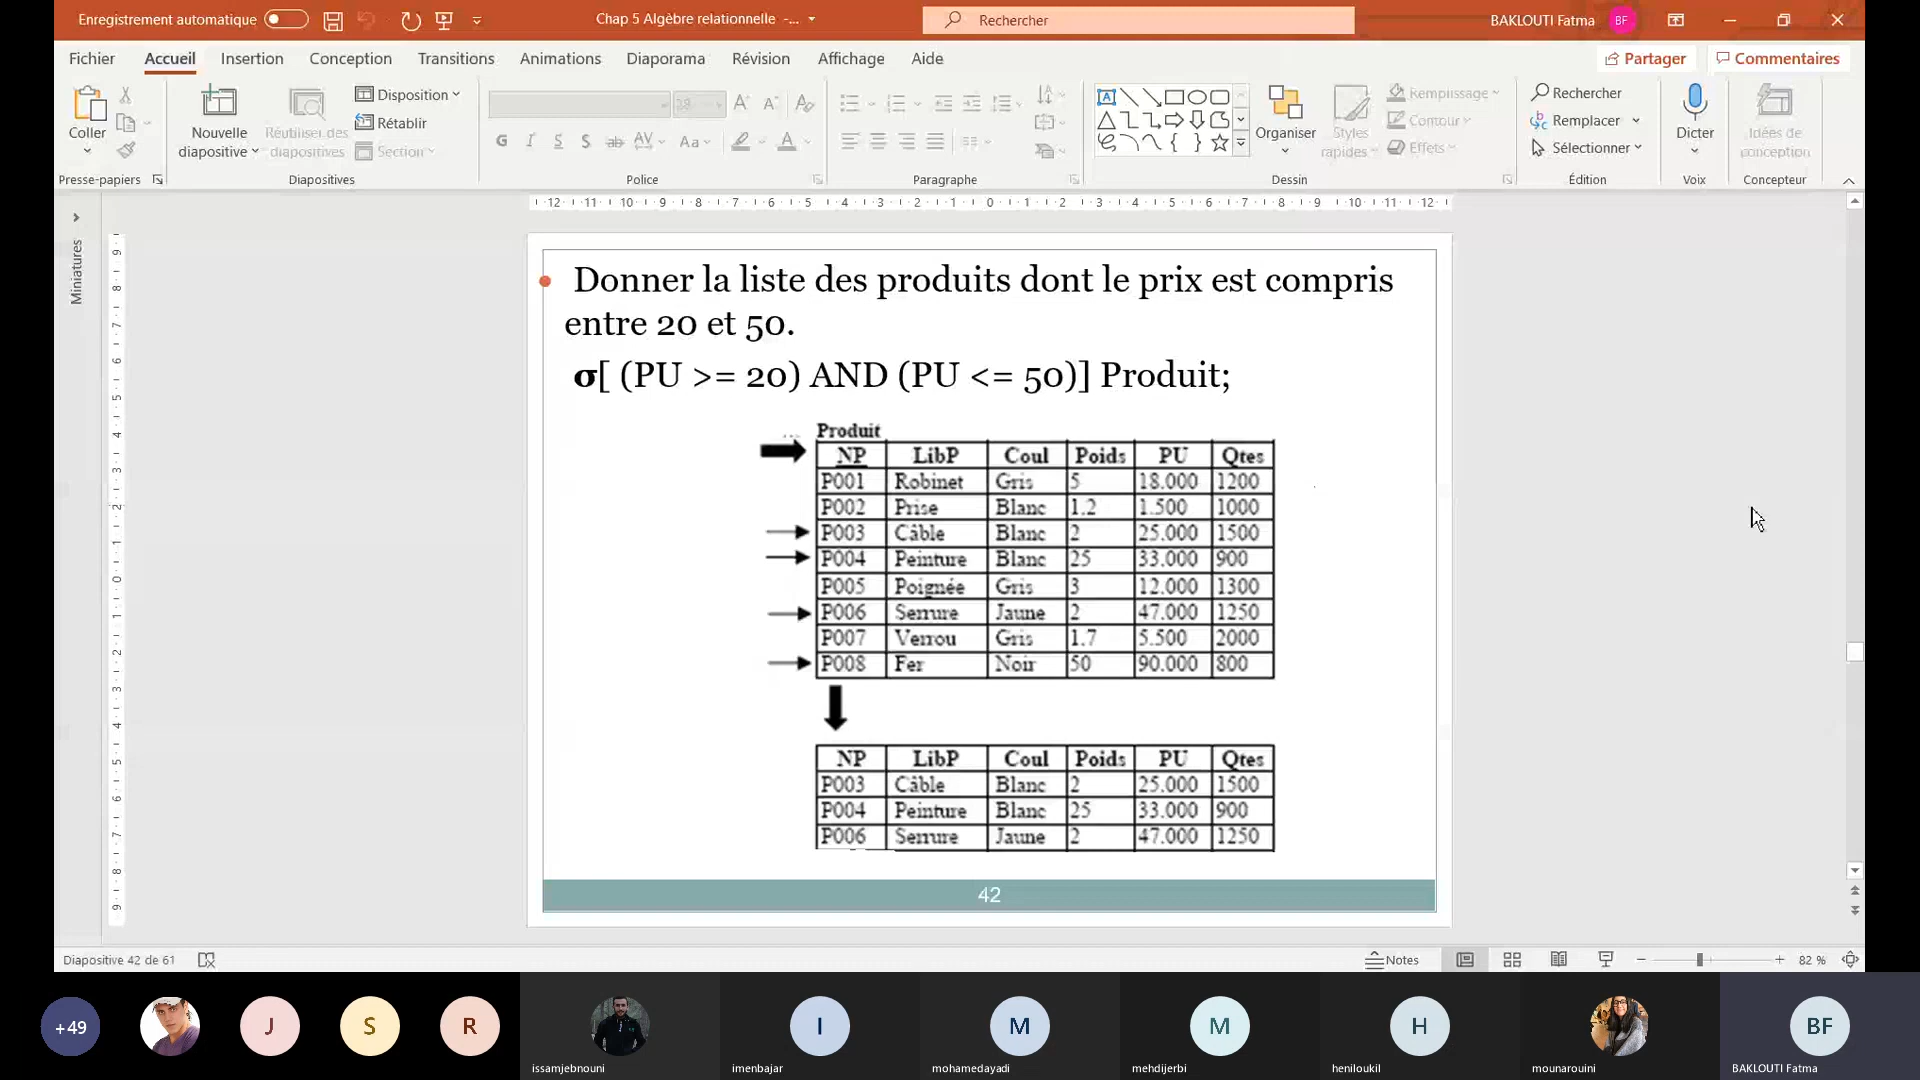 Enregistrement automatique
Chap 5 Algèbre relationnelle -...
Rechercher
BAKLOUTI Fatma
BF
Fichier Accueil Insertion Conception Transitions Animations Diaporama Révision Affichage Aide
Partager
Commentaires
Coller
Nouvelle diapositive
Réutiliser des diapositives
Disposition
Rétablir
Section
Remplissage
Contour
Effets
Organiser
Styles rapides
Rechercher
Remplacer
Sélectionner
Dicter
Idées de conception
Presse-papiers Diapositives Police Paragraphe Dessin Édition Voix Concepteur
Miniatures
Donner la liste des produits dont le prix est compris
entre 20 et 50.
σ[ (PU >= 20) AND (PU <= 50)] Produit;
Produit
NP LibP Coul Poids PU Qtes
P001 Robinet Gris 5 18.000 1200
P002 Prise Blanc 1.2 1.500 1000
P003 Câble Blanc 2 25.000 1500
P004 Peinture Blanc 25 33.000 900
P005 Poignée Gris 3 12.000 1300
P006 Serrure Jaune 2 47.000 1250
P007 Verrou Gris 1.7 5.500 2000
P008 Fer Noir 50 90.000 800
NP LibP Coul Poids PU Qtes
P003 Câble Blanc 2 25.000 1500
P004 Peinture Blanc 25 33.000 900
P006 Serrure Jaune 2 47.000 1250
42
Diapositive 42 de 61
Notes
82 %
+49 J S R I M M H BF
issamjebnouni imenbajar mohamedayadi mehdijerbi heniloukil mounarouini BAKLOUTI Fatma